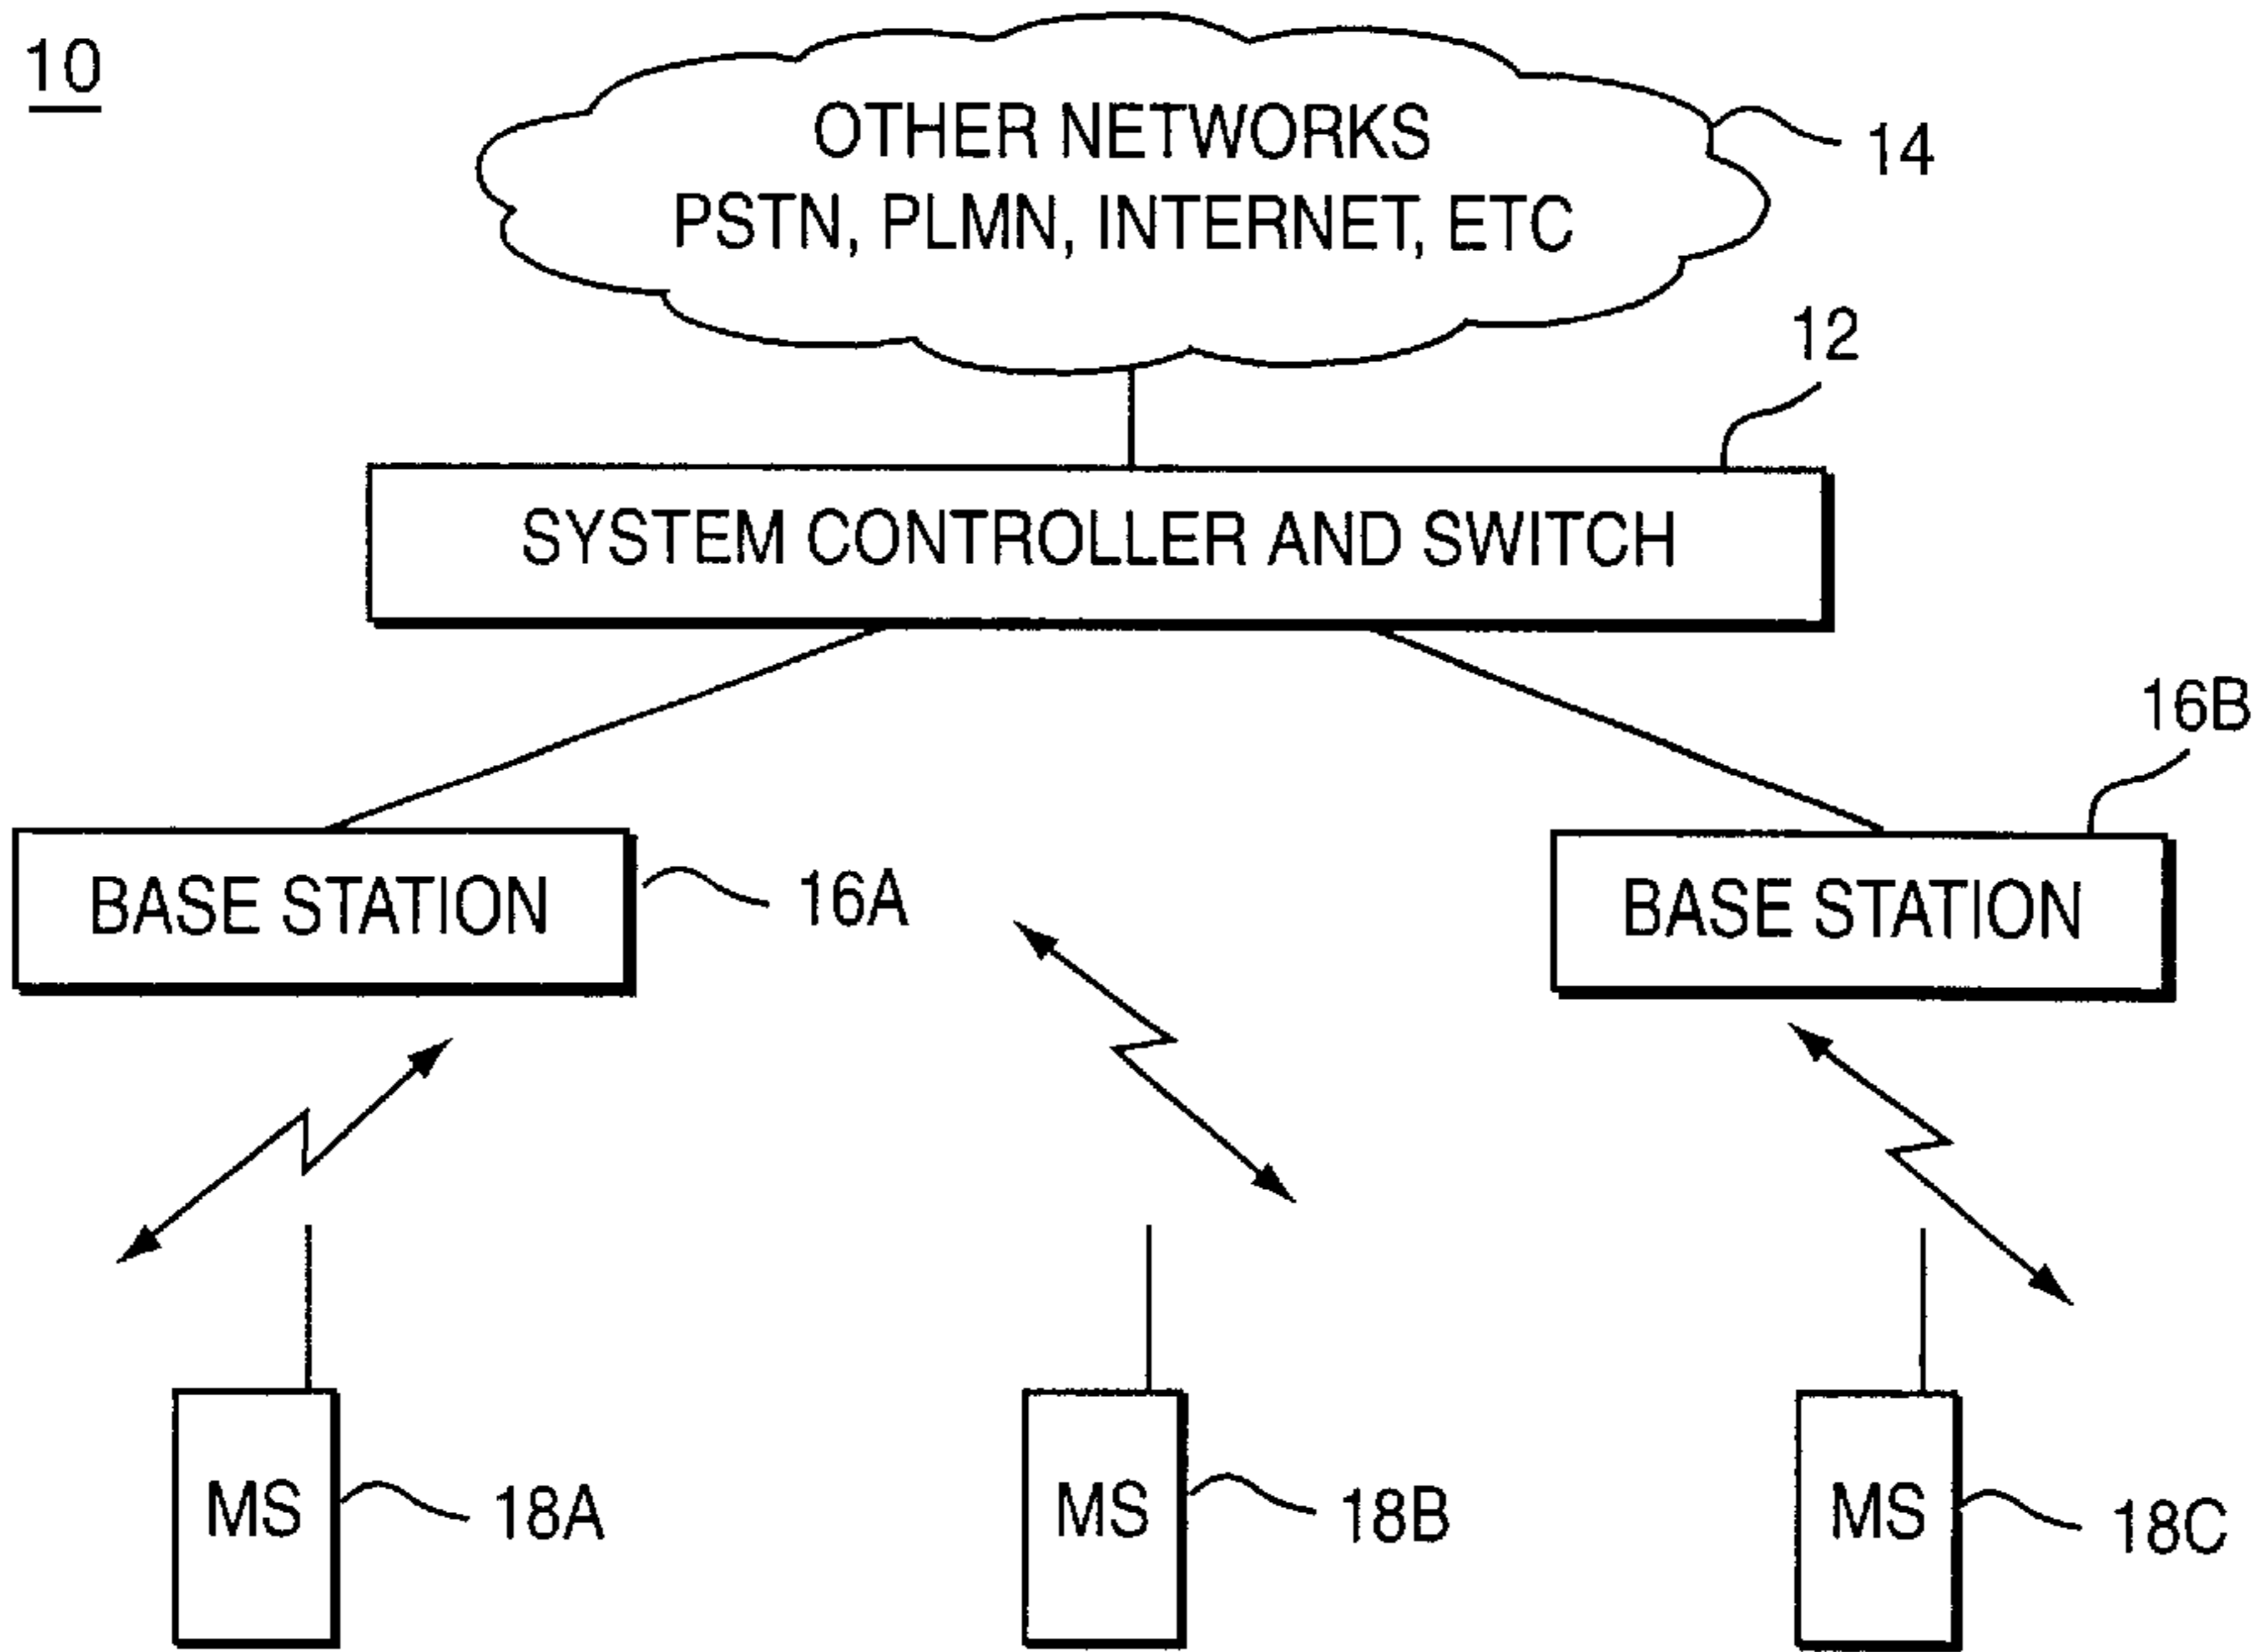 10
OTHER NETWORKS
PSTN, PLMN, INTERNET, ETC
14
12
SYSTEM CONTROLLER AND SWITCH
16B
BASE STATION
16A
BASE STATION
MS
18A
MS
18B
MS
18C